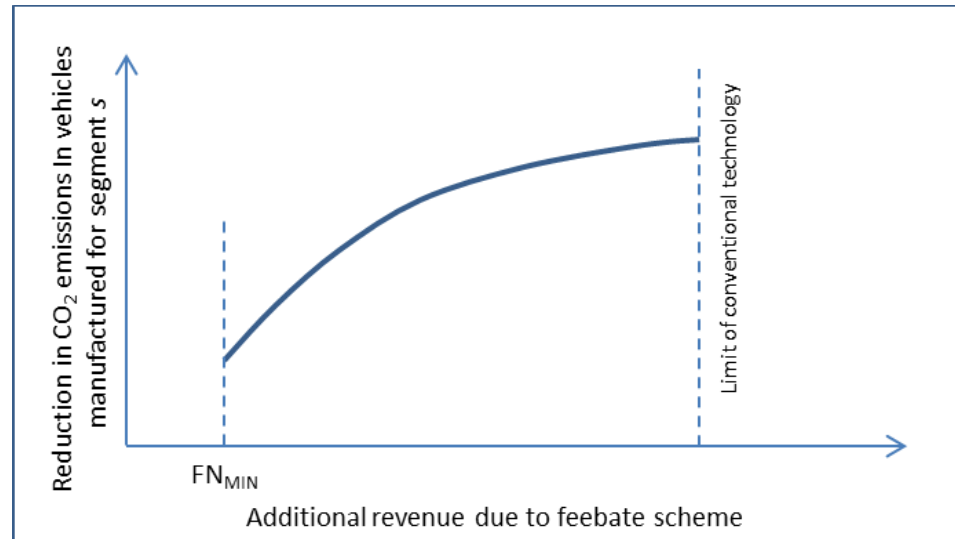 Reduction in CO₂ emissions In vehicles
manufactured for segment s
Limit of conventional technology
FN_MIN
Additional revenue due to feebate scheme